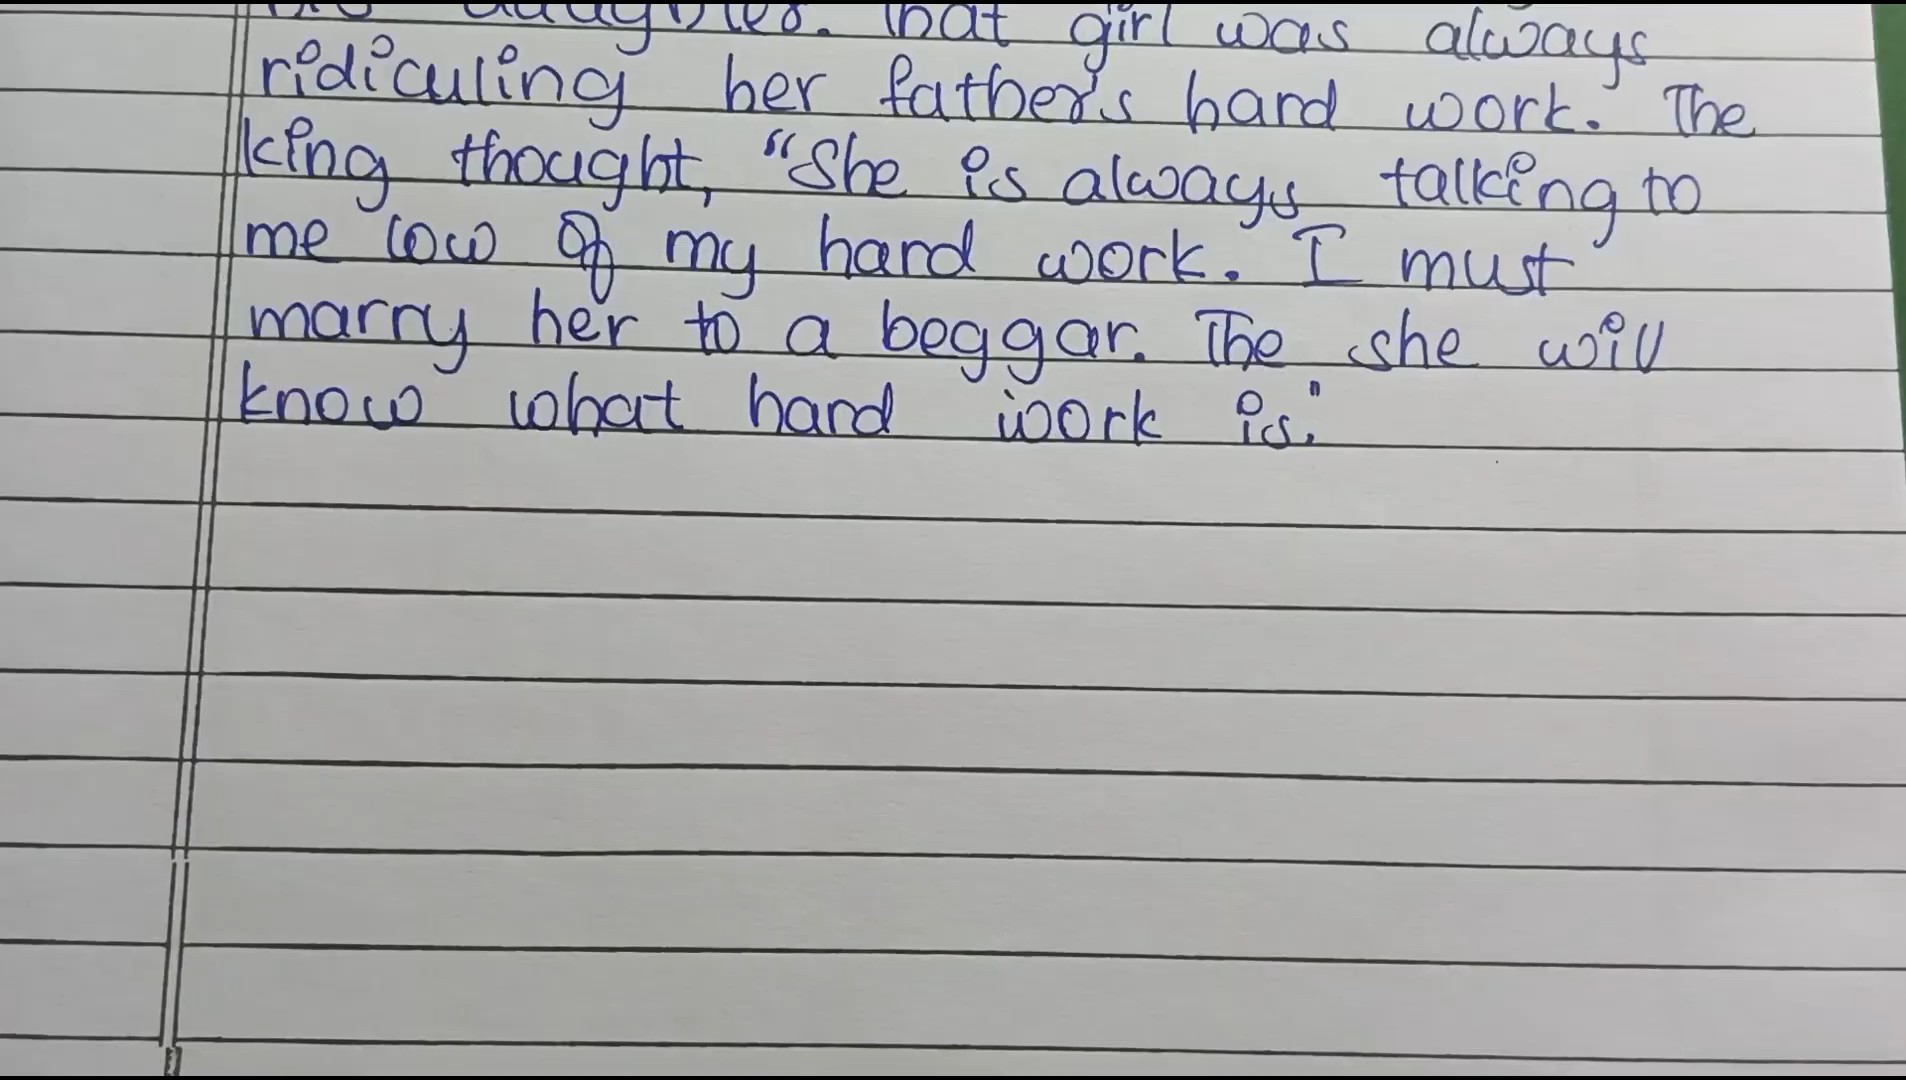 That girl was always
ridiculing her father's hard work. The
king thought, "She is always talking to
me low of my hard work. I must
marry her to a beggar. The she will
know what hard work is."